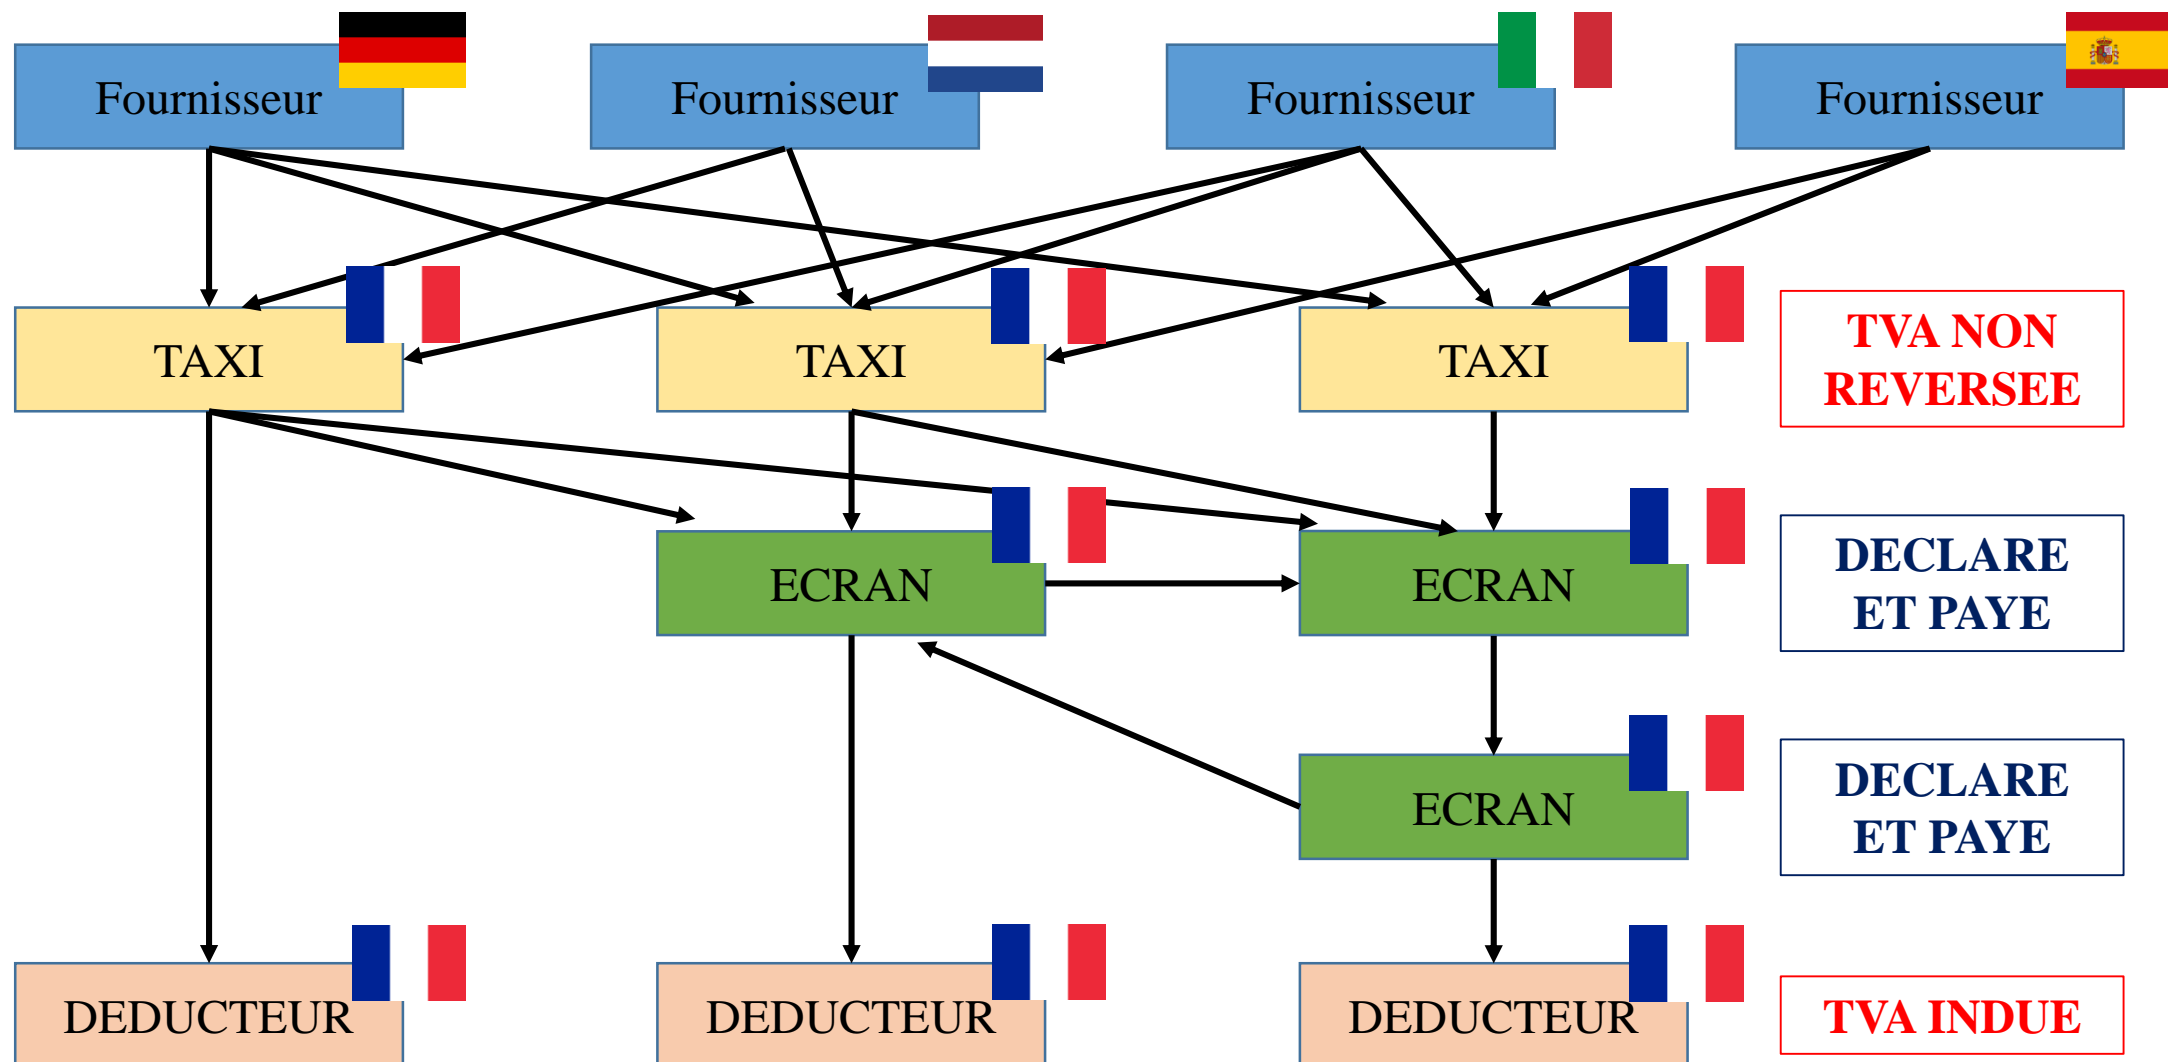 Fournisseur
Fournisseur
Fournisseur
Fournisseur
TAXI
TAXI
TAXI
TVA NON
REVERSEE
ECRAN
ECRAN
DECLARE
ET PAYE
ECRAN
DECLARE
ET PAYE
DEDUCTEUR
DEDUCTEUR
DEDUCTEUR
TVA INDUE